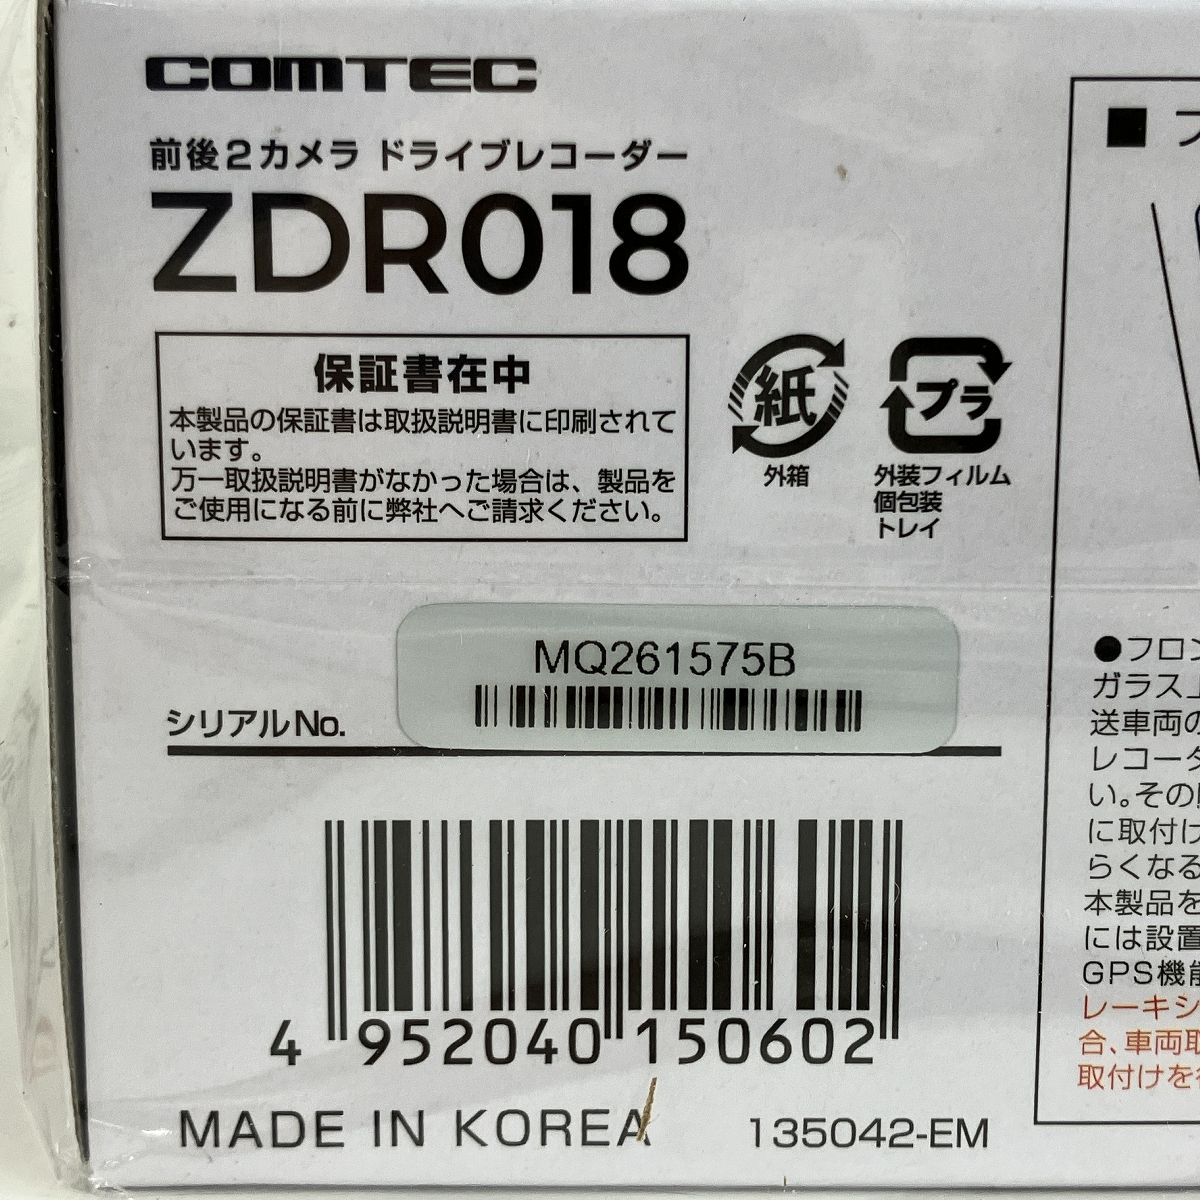 COMTEC
前後2カメラ ドライブレコーダー
ZDR018
保証書在中
本製品の保証書は取扱説明書に印刷されて
います。
万一取扱説明書がなかった場合は、製品を
ご使用になる前に弊社へご請求ください。
紙
外箱
プラ
外装フィルム
個包装
トレイ
MQ261575B
シリアルNo.
4 952040 150602
MADE IN KOREA
135042-EM
■ フ
●フロン
ガラス上
送車両の
レコータ
い。その
に取付け
らくなる
本製品を
には設置
GPS機能
レーキシ
合、車両取
取付けを